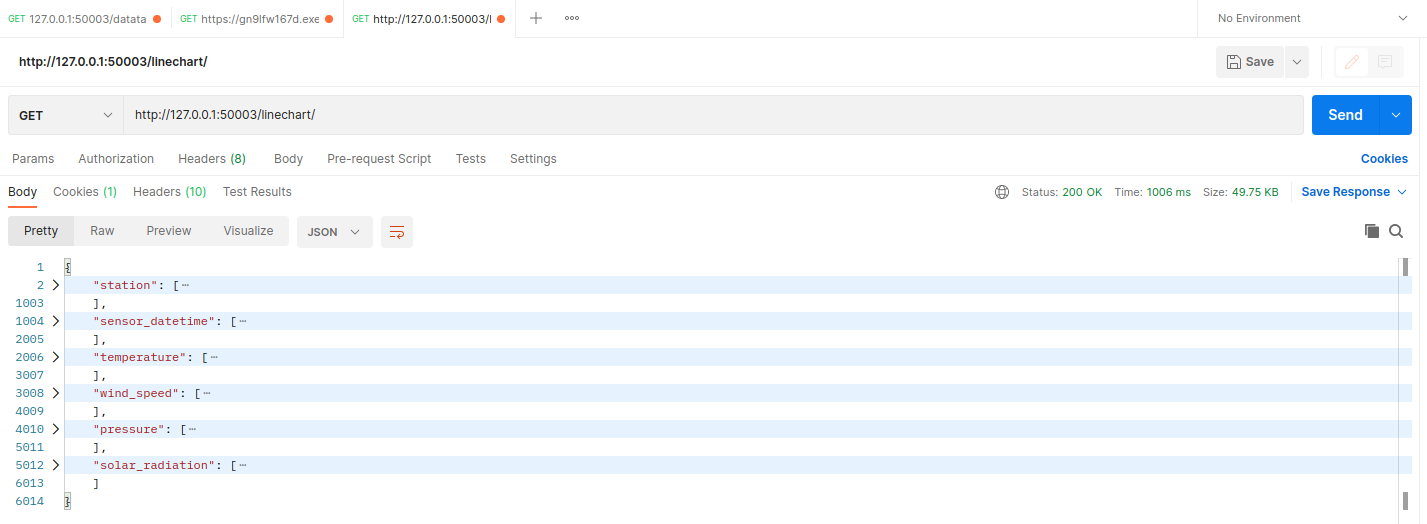 GET 127.0.0.1:50003/datata
GET https://gn9lfw167d.exe
GET http://127.0.0.1:50003/l
No Environment
http://127.0.0.1:50003/linechart/
Save
GET
http://127.0.0.1:50003/linechart/
Send
Params Authorization Headers (8) Body Pre-request Script Tests Settings Cookies
Body Cookies (1) Headers (10) Test Results
Status: 200 OK Time: 1006 ms Size: 49.75 KB Save Response
Pretty Raw Preview Visualize JSON
1 {
2 "station": [⋯
1003 ],
1004 "sensor_datetime": [⋯
2005 ],
2006 "temperature": [⋯
3007 ],
3008 "wind_speed": [⋯
4009 ],
4010 "pressure": [⋯
5011 ],
5012 "solar_radiation": [⋯
6013 ]
6014 }